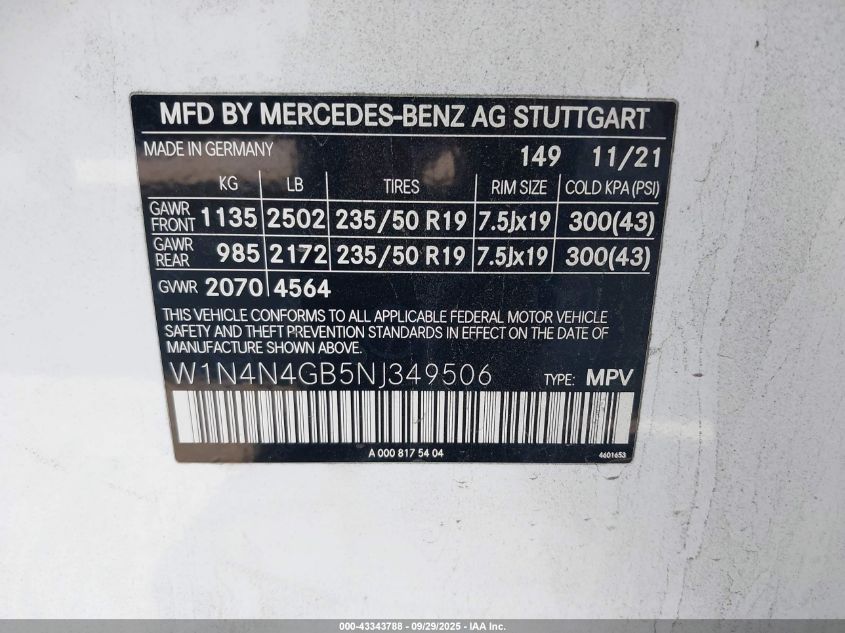 MFD BY MERCEDES-BENZ AG STUTTGART
MADE IN GERMANY 149 11/21
KG LB TIRES RIM SIZE COLD KPA (PSI)
GAWR FRONT 1135 2502 235/50 R19 7.5Jx19 300(43)
GAWR REAR 985 2172 235/50 R19 7.5Jx19 300(43)
GVWR 2070 4564
THIS VEHICLE CONFORMS TO ALL APPLICABLE FEDERAL MOTOR VEHICLE
SAFETY AND THEFT PREVENTION STANDARDS IN EFFECT ON THE DATE OF
MANUFACTURE SHOWN ABOVE.
W1N4N4GB5NJ349506 TYPE: MPV
A 000 817 54 04 4601653
000-43343788 - 09/29/2025 - IAA Inc.